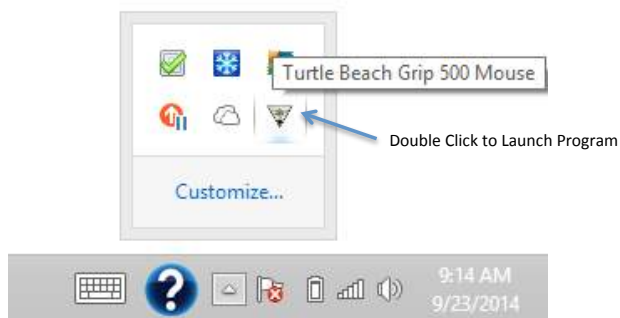 Turtle Beach Grip 500 Mouse
Double Click to Launch Program
Customize...
?
9:14 AM
9/23/2014